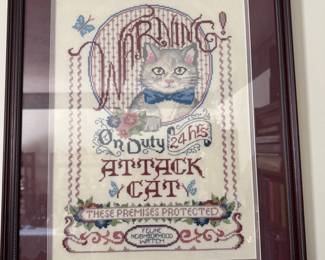 WARNING!
On Duty 24 hrs
ATTACK
CAT
THESE PREMISES PROTECTED
FELINE
NEIGHBORHOOD
WATCH